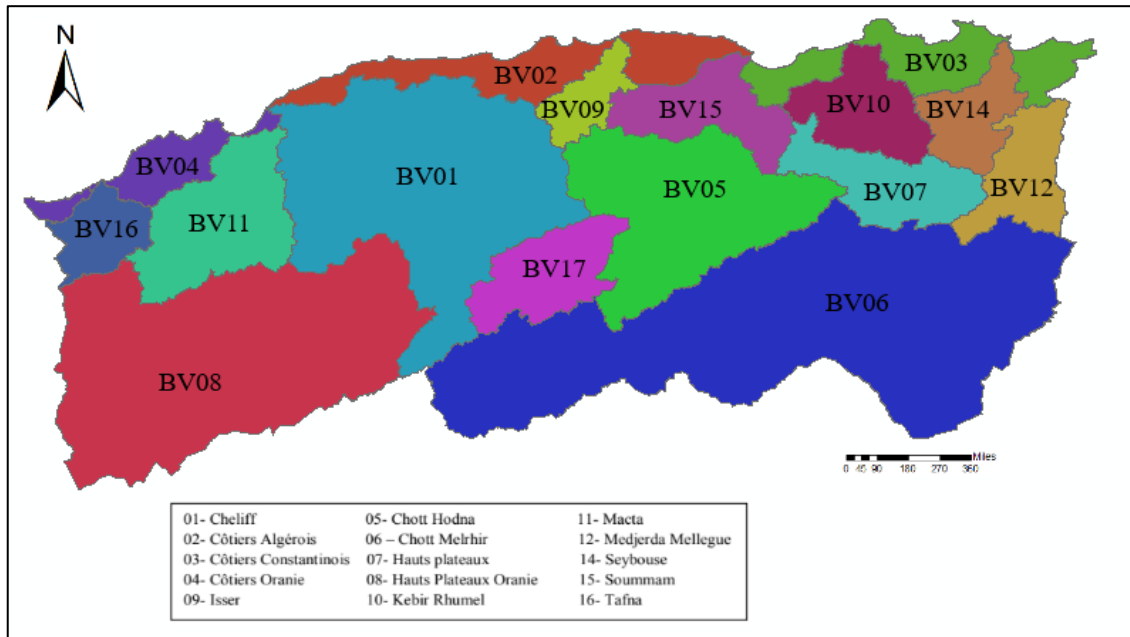 N
BV02
BV03
BV09
BV15
BV10
BV14
BV04
BV01
BV05
BV07
BV12
BV16
BV11
BV17
BV06
BV08
Miles
0 45 90 180 270 360
01- Cheliff
02- Côtiers Algérois
03- Côtiers Constantinois
04- Côtiers Oranie
09- Isser
05- Chott Hodna
06 – Chott Melrhir
07- Hauts plateaux
08- Hauts Plateaux Oranie
10- Kebir Rhumel
11- Macta
12- Medjerda Mellegue
14- Seybouse
15- Soummam
16- Tafna